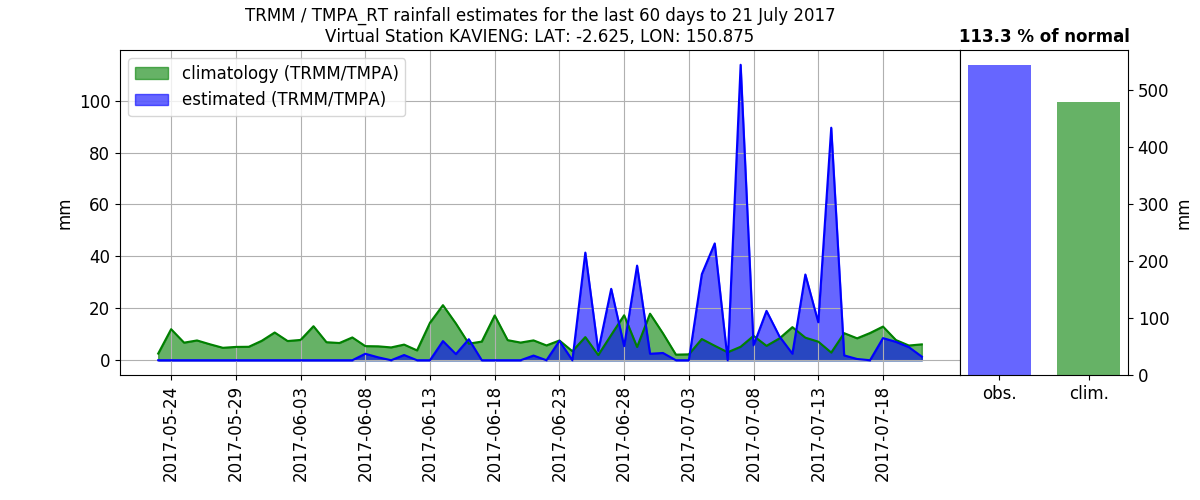 TRMM / TMPA_RT rainfall estimates for the last 60 days to 21 July 2017
Virtual Station KAVIENG: LAT: -2.625, LON: 150.875
113.3 % of normal
climatology (TRMM/TMPA)
estimated (TRMM/TMPA)
mm
100
80
60
40
20
0
2017-05-24
2017-05-29
2017-06-03
2017-06-08
2017-06-13
2017-06-18
2017-06-23
2017-06-28
2017-07-03
2017-07-08
2017-07-13
2017-07-18
500
400
300
200
100
0
mm
obs.
clim.